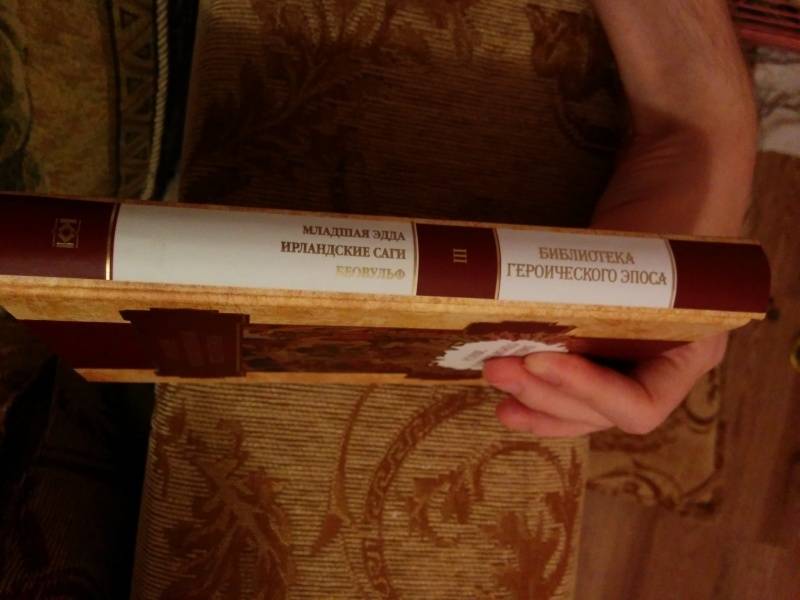 БИБЛИОТЕКА
ГЕРОИЧЕСКОГО ЭПОСА
III
МЛАДШАЯ ЭДДА
ИРЛАНДСКИЕ САГИ
БЕОВУЛЬФ